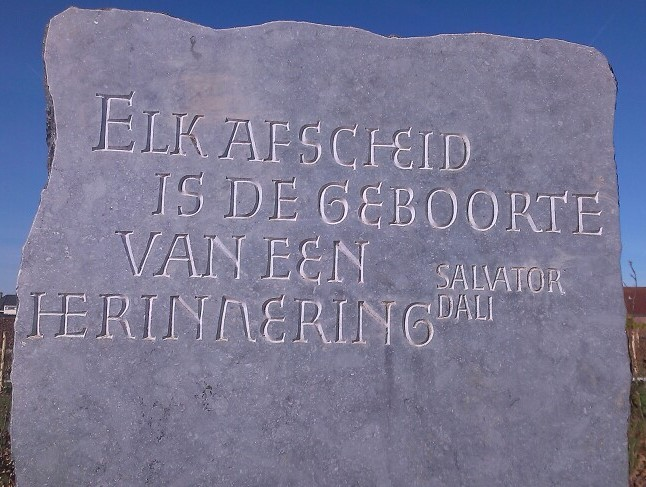 ELK AFSCHEID
IS DE GEBOORTE
VAN EEN
HERINNERING
SALVATOR
DALI